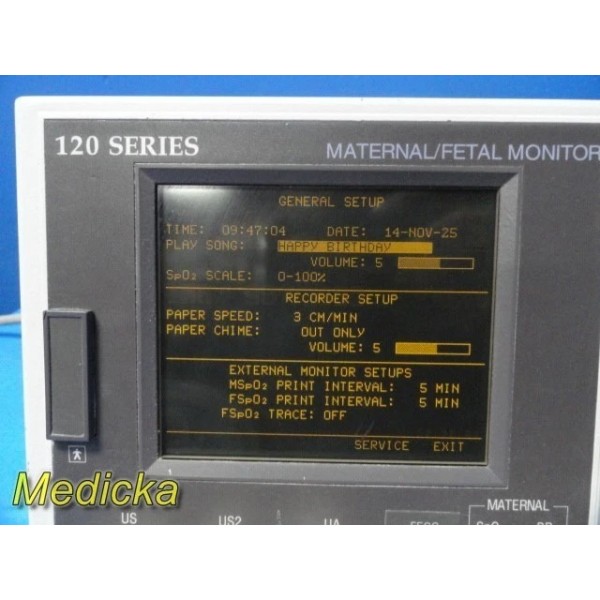 120 SERIES
MATERNAL/FETAL MONITOR
GENERAL SETUP
TIME: 09:47:04 DATE: 14-NOV-25
PLAY SONG: HAPPY BIRTHDAY
VOLUME: 5
SpO₂ SCALE: 0-100%
RECORDER SETUP
PAPER SPEED: 3 CM/MIN
PAPER CHIME: OUT ONLY
VOLUME: 5
EXTERNAL MONITOR SETUPS
MSpO₂ PRINT INTERVAL: 5 MIN
FSpO₂ PRINT INTERVAL: 5 MIN
FSpO₂ TRACE: OFF
SERVICE EXIT
Medicka
MATERNAL
US US2 UA